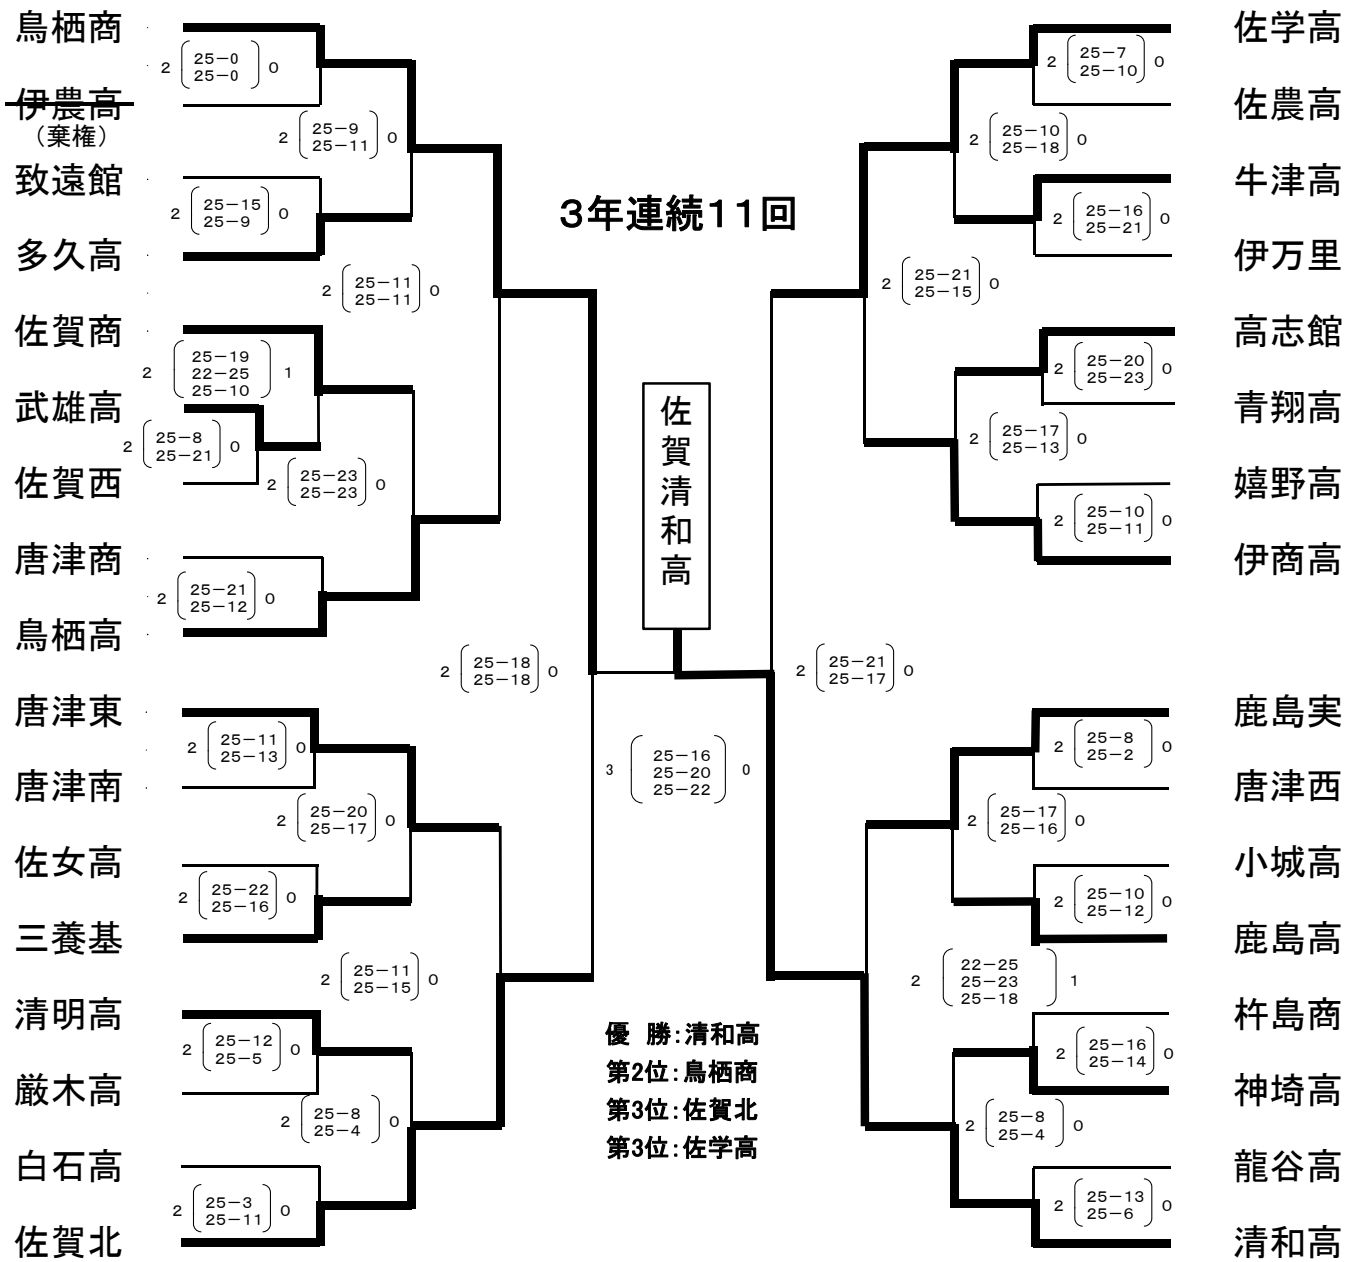 鳥栖商
伊農高
(棄権)
致遠館
多久高
佐賀商
武雄高
佐賀西
唐津商
鳥栖高
唐津東
唐津南
佐女高
三養基
清明高
厳木高
白石高
佐賀北
2 25-0 0
25-0
2 25-9 0
25-11
2 25-15 0
25-9
2 25-11 0
25-11
2 25-19 1
22-25
25-10
2 25-8 0
25-21
2 25-23 0
25-23
2 25-21 0
25-12
2 25-18 0
25-18
2 25-11 0
25-13
2 25-20 0
25-17
2 25-22 0
25-16
2 25-11 0
25-15
2 25-12 0
25-5
2 25-8 0
25-4
2 25-3 0
25-11
3年連続11回
佐賀清和高
3 25-16 0
25-20
25-22
優 勝:清和高
第2位:鳥栖商
第3位:佐賀北
第3位:佐学高
2 25-7 0
25-10
2 25-10 0
25-18
2 25-16 0
25-21
2 25-21 0
25-15
2 25-20 0
25-23
2 25-17 0
25-13
2 25-10 0
25-11
2 25-21 0
25-17
2 25-8 0
25-2
2 25-17 0
25-16
2 25-10 0
25-12
2 22-25 1
25-23
25-18
2 25-16 0
25-14
2 25-8 0
25-4
2 25-13 0
25-6
佐学高
佐農高
牛津高
伊万里
高志館
青翔高
嬉野高
伊商高
鹿島実
唐津西
小城高
鹿島高
杵島商
神埼高
龍谷高
清和高